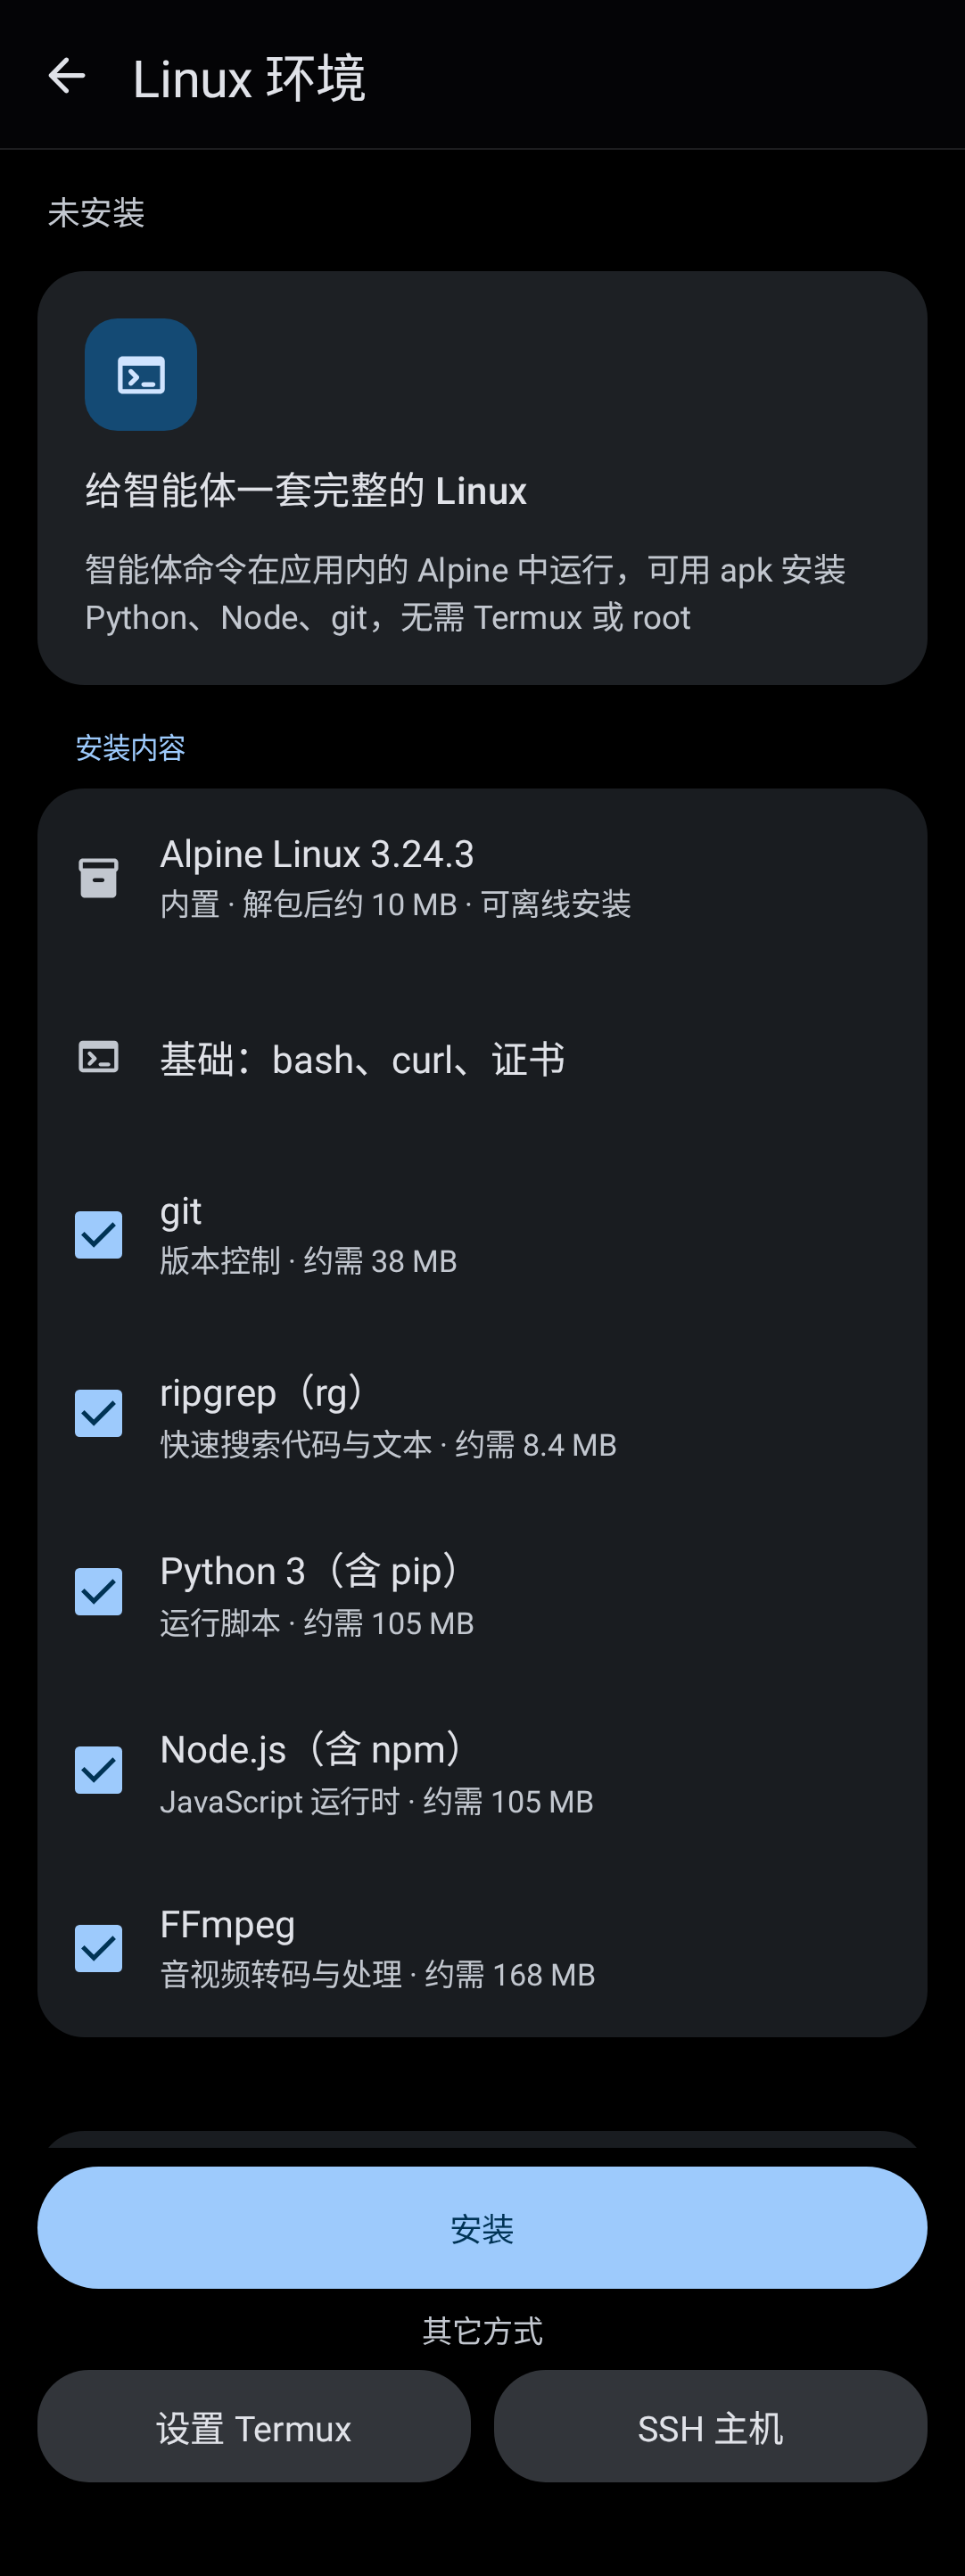 Linux 环境
未安装
给智能体一套完整的 Linux
智能体命令在应用内的 Alpine 中运行，可用 apk 安装
Python、Node、git，无需 Termux 或 root
安装内容
Alpine Linux 3.24.3
内置 · 解包后约 10 MB · 可离线安装
基础：bash、curl、证书
git
版本控制 · 约需 38 MB
ripgrep（rg）
快速搜索代码与文本 · 约需 8.4 MB
Python 3（含 pip）
运行脚本 · 约需 105 MB
Node.js（含 npm）
JavaScript 运行时 · 约需 105 MB
FFmpeg
音视频转码与处理 · 约需 168 MB
安装
其它方式
设置 Termux
SSH 主机